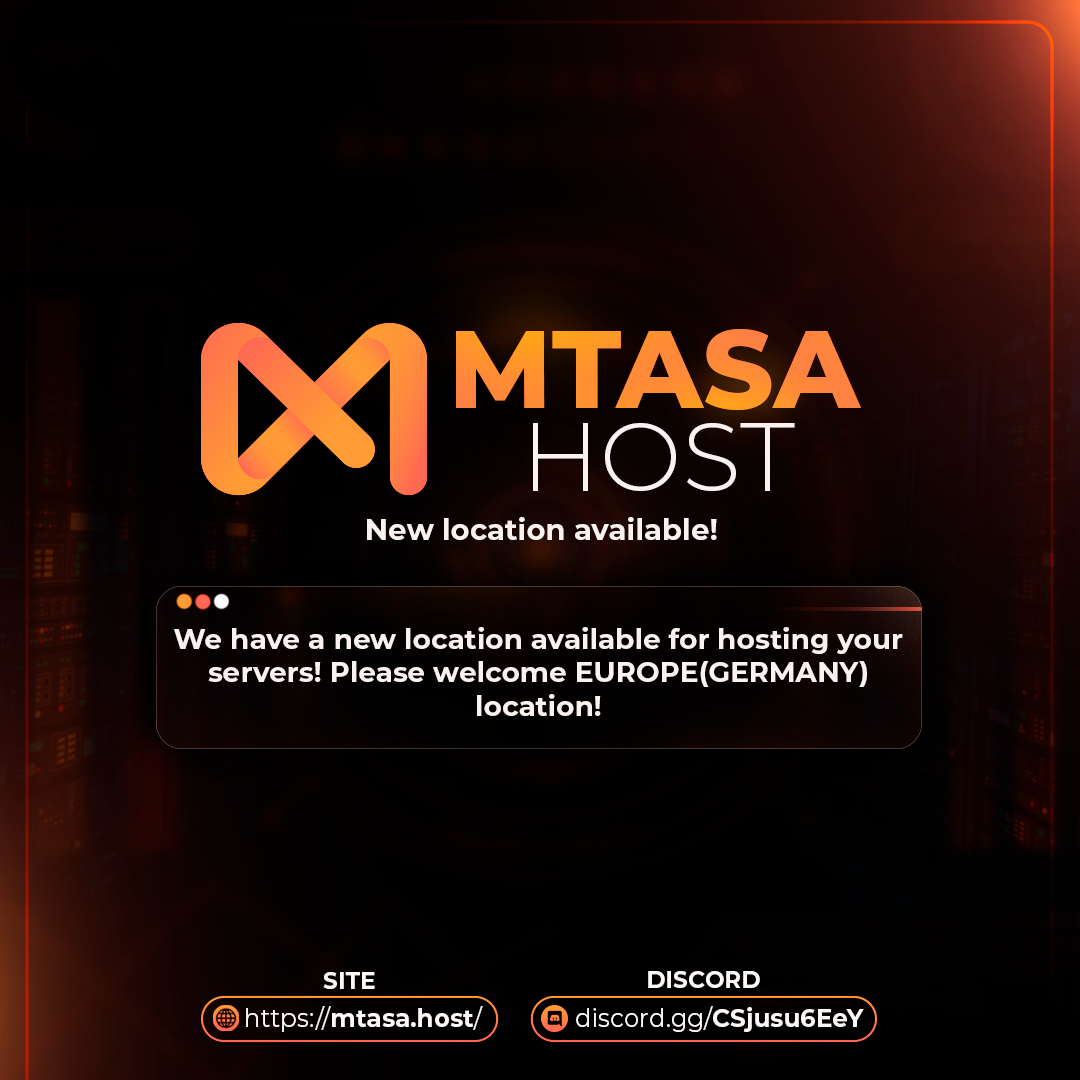 MTASA
HOST
New location available!
We have a new location available for hosting your
servers! Please welcome EUROPE(GERMANY)
location!
SITE
https://mtasa.host/
DISCORD
discord.gg/CSjusu6EeY